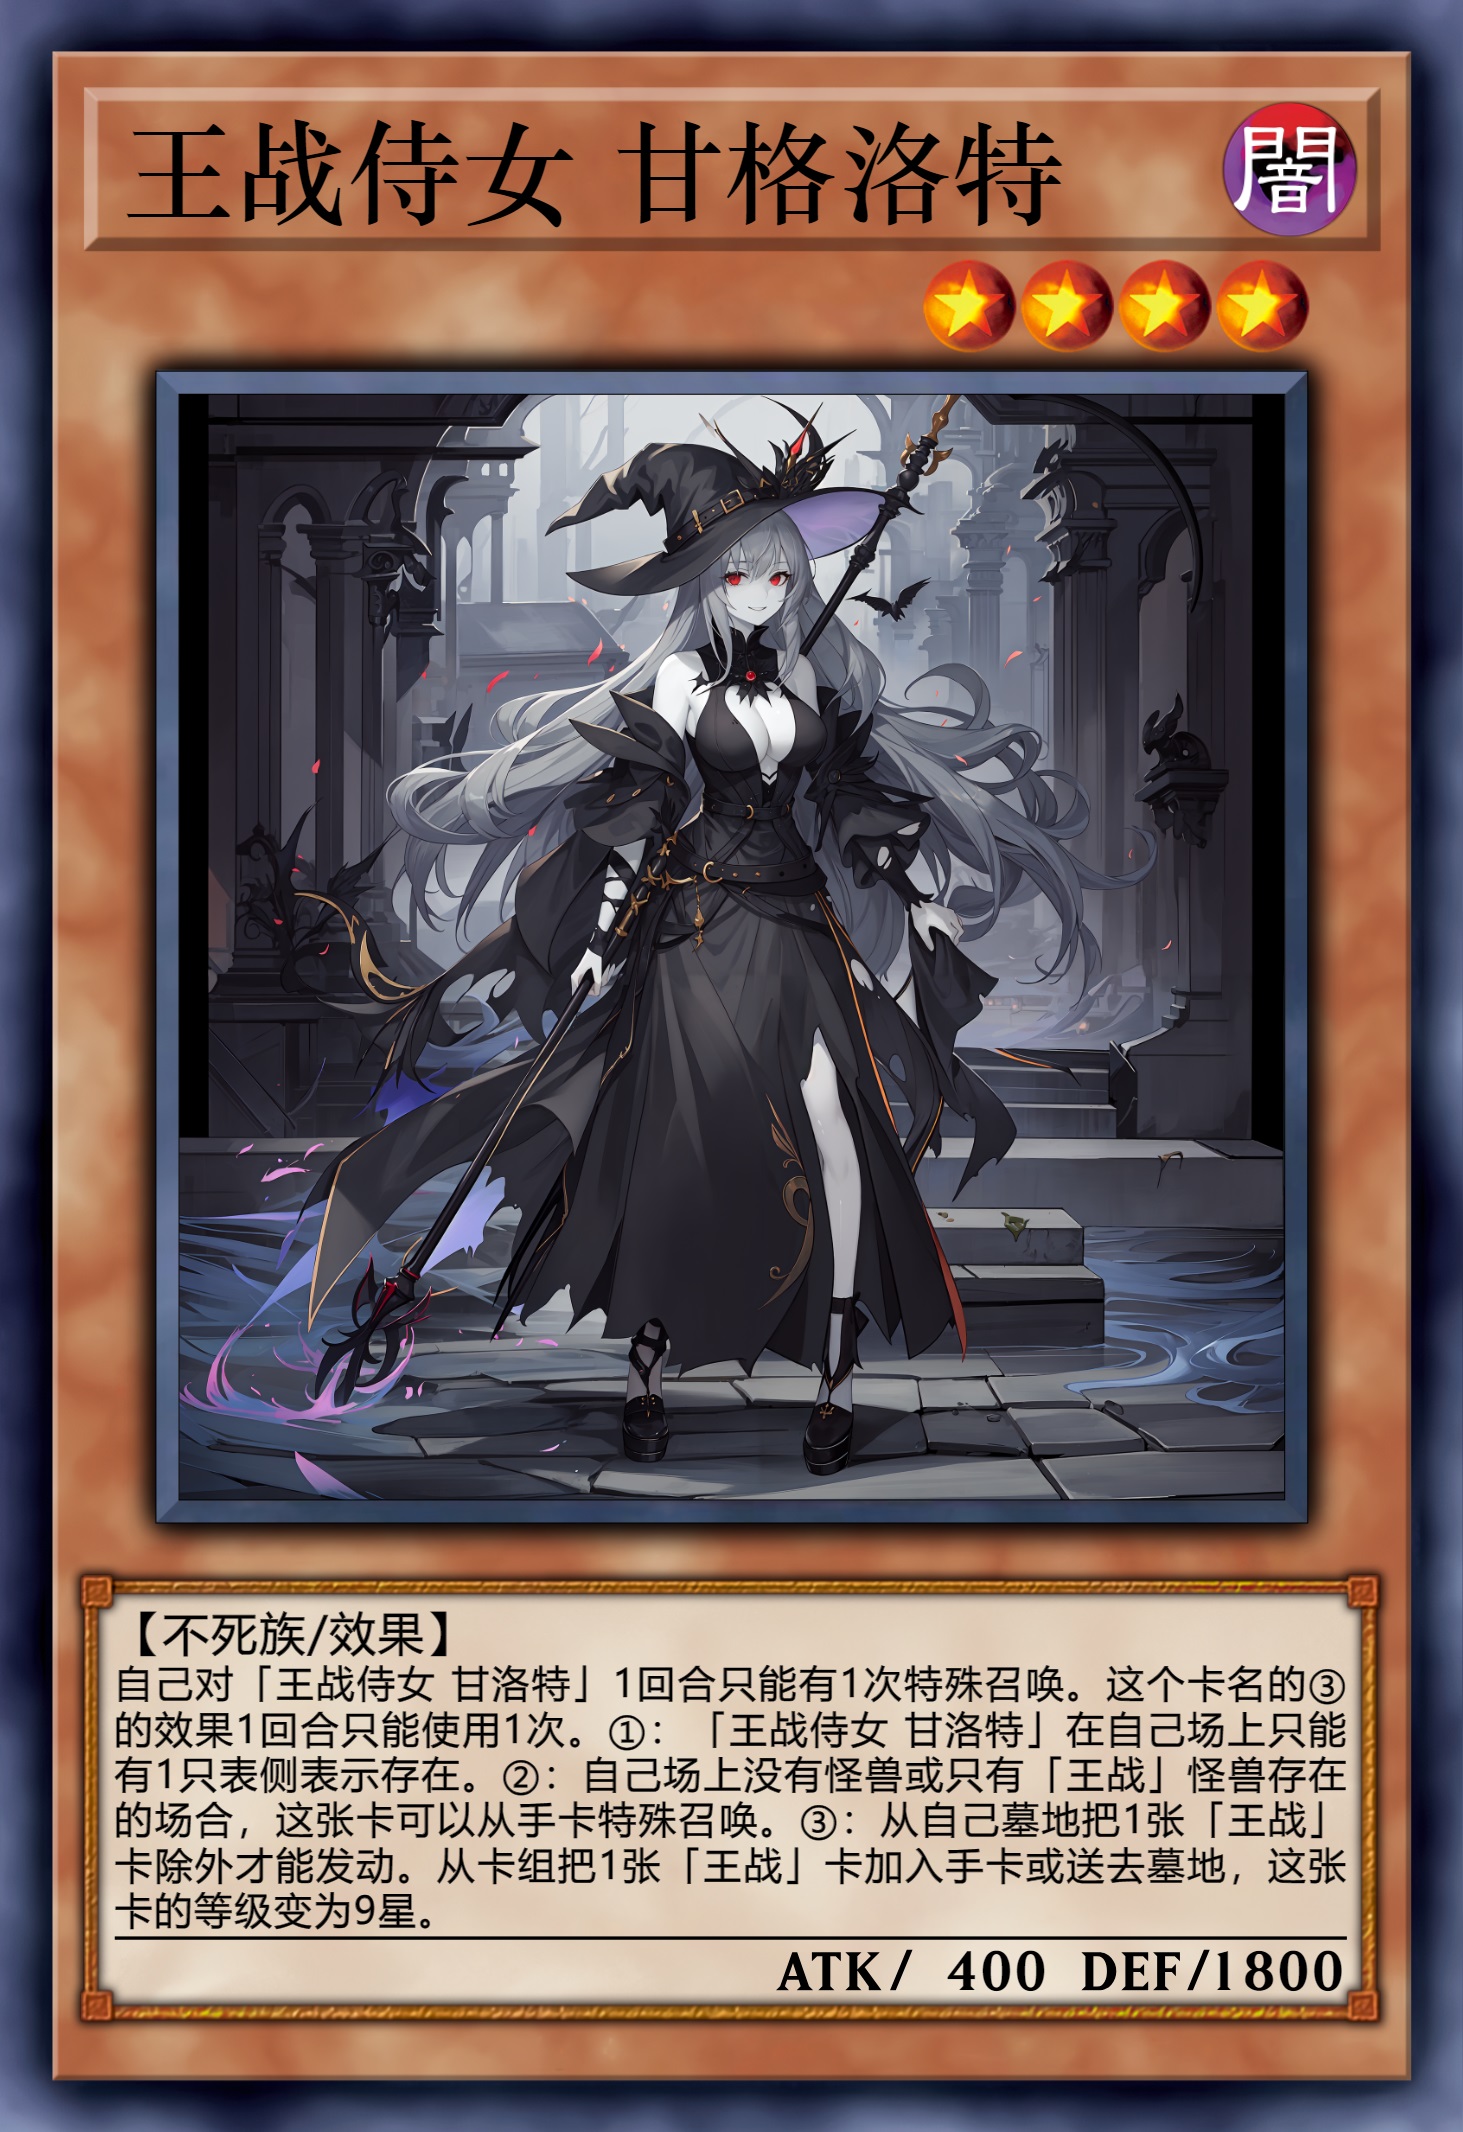 王战侍女 甘格洛特
闇
【不死族/效果】
自己对「王战侍女 甘洛特」1回合只能有1次特殊召唤。这个卡名的③
的效果1回合只能使用1次。①：「王战侍女 甘洛特」在自己场上只能
有1只表侧表示存在。②：自己场上没有怪兽或只有「王战」怪兽存在
的场合，这张卡可以从手卡特殊召唤。③：从自己墓地把1张「王战」
卡除外才能发动。从卡组把1张「王战」卡加入手卡或送去墓地，这张
卡的等级变为9星。
ATK/ 400 DEF/1800